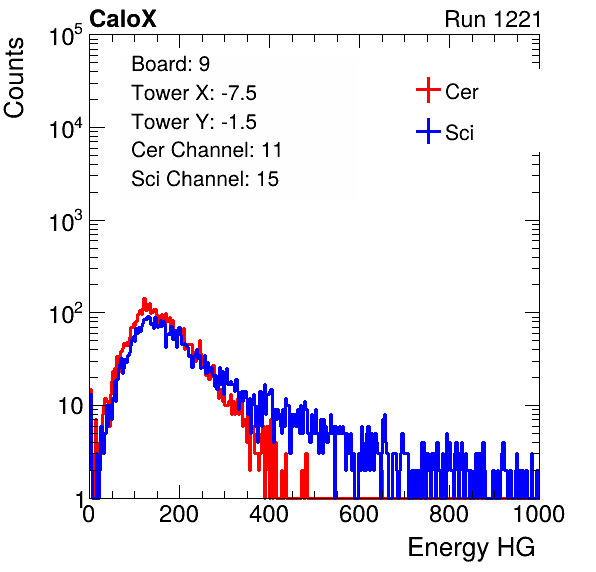 CaloX Run 1221
Counts
10^5
10^4
10^3
10^2
10
1
Board: 9
Tower X: -7.5
Tower Y: -1.5
Cer Channel: 11
Sci Channel: 15
Cer
Sci
0 200 400 600 800 1000
Energy HG